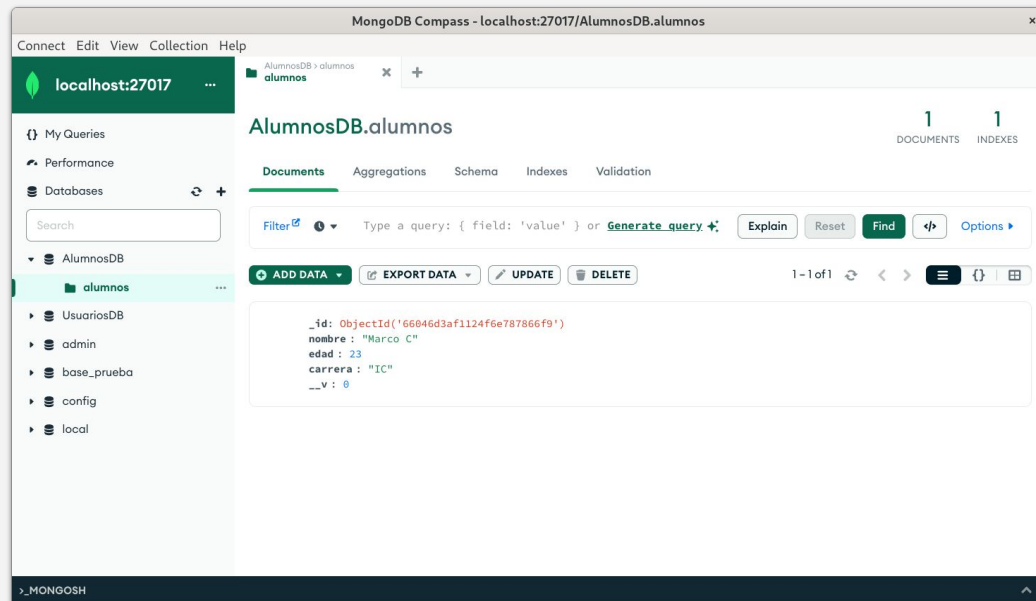 MongoDB Compass - localhost:27017/AlumnosDB.alumnos
Connect Edit View Collection Help
localhost:27017 ...
AlumnosDB > alumnos
alumnos
{} My Queries
Performance
Databases
Search
AlumnosDB
alumnos ...
UsuariosDB
admin
base_prueba
config
local
AlumnosDB.alumnos
1 DOCUMENTS
1 INDEXES
Documents Aggregations Schema Indexes Validation
Filter Type a query: { field: 'value' } or Generate query Explain Reset Find </> Options
ADD DATA EXPORT DATA UPDATE DELETE 1 – 1 of 1 {}
_id: ObjectId('66046d3af1124f6e787866f9')
nombre : "Marco C"
edad : 23
carrera : "IC"
__v : 0
>_MONGOSH